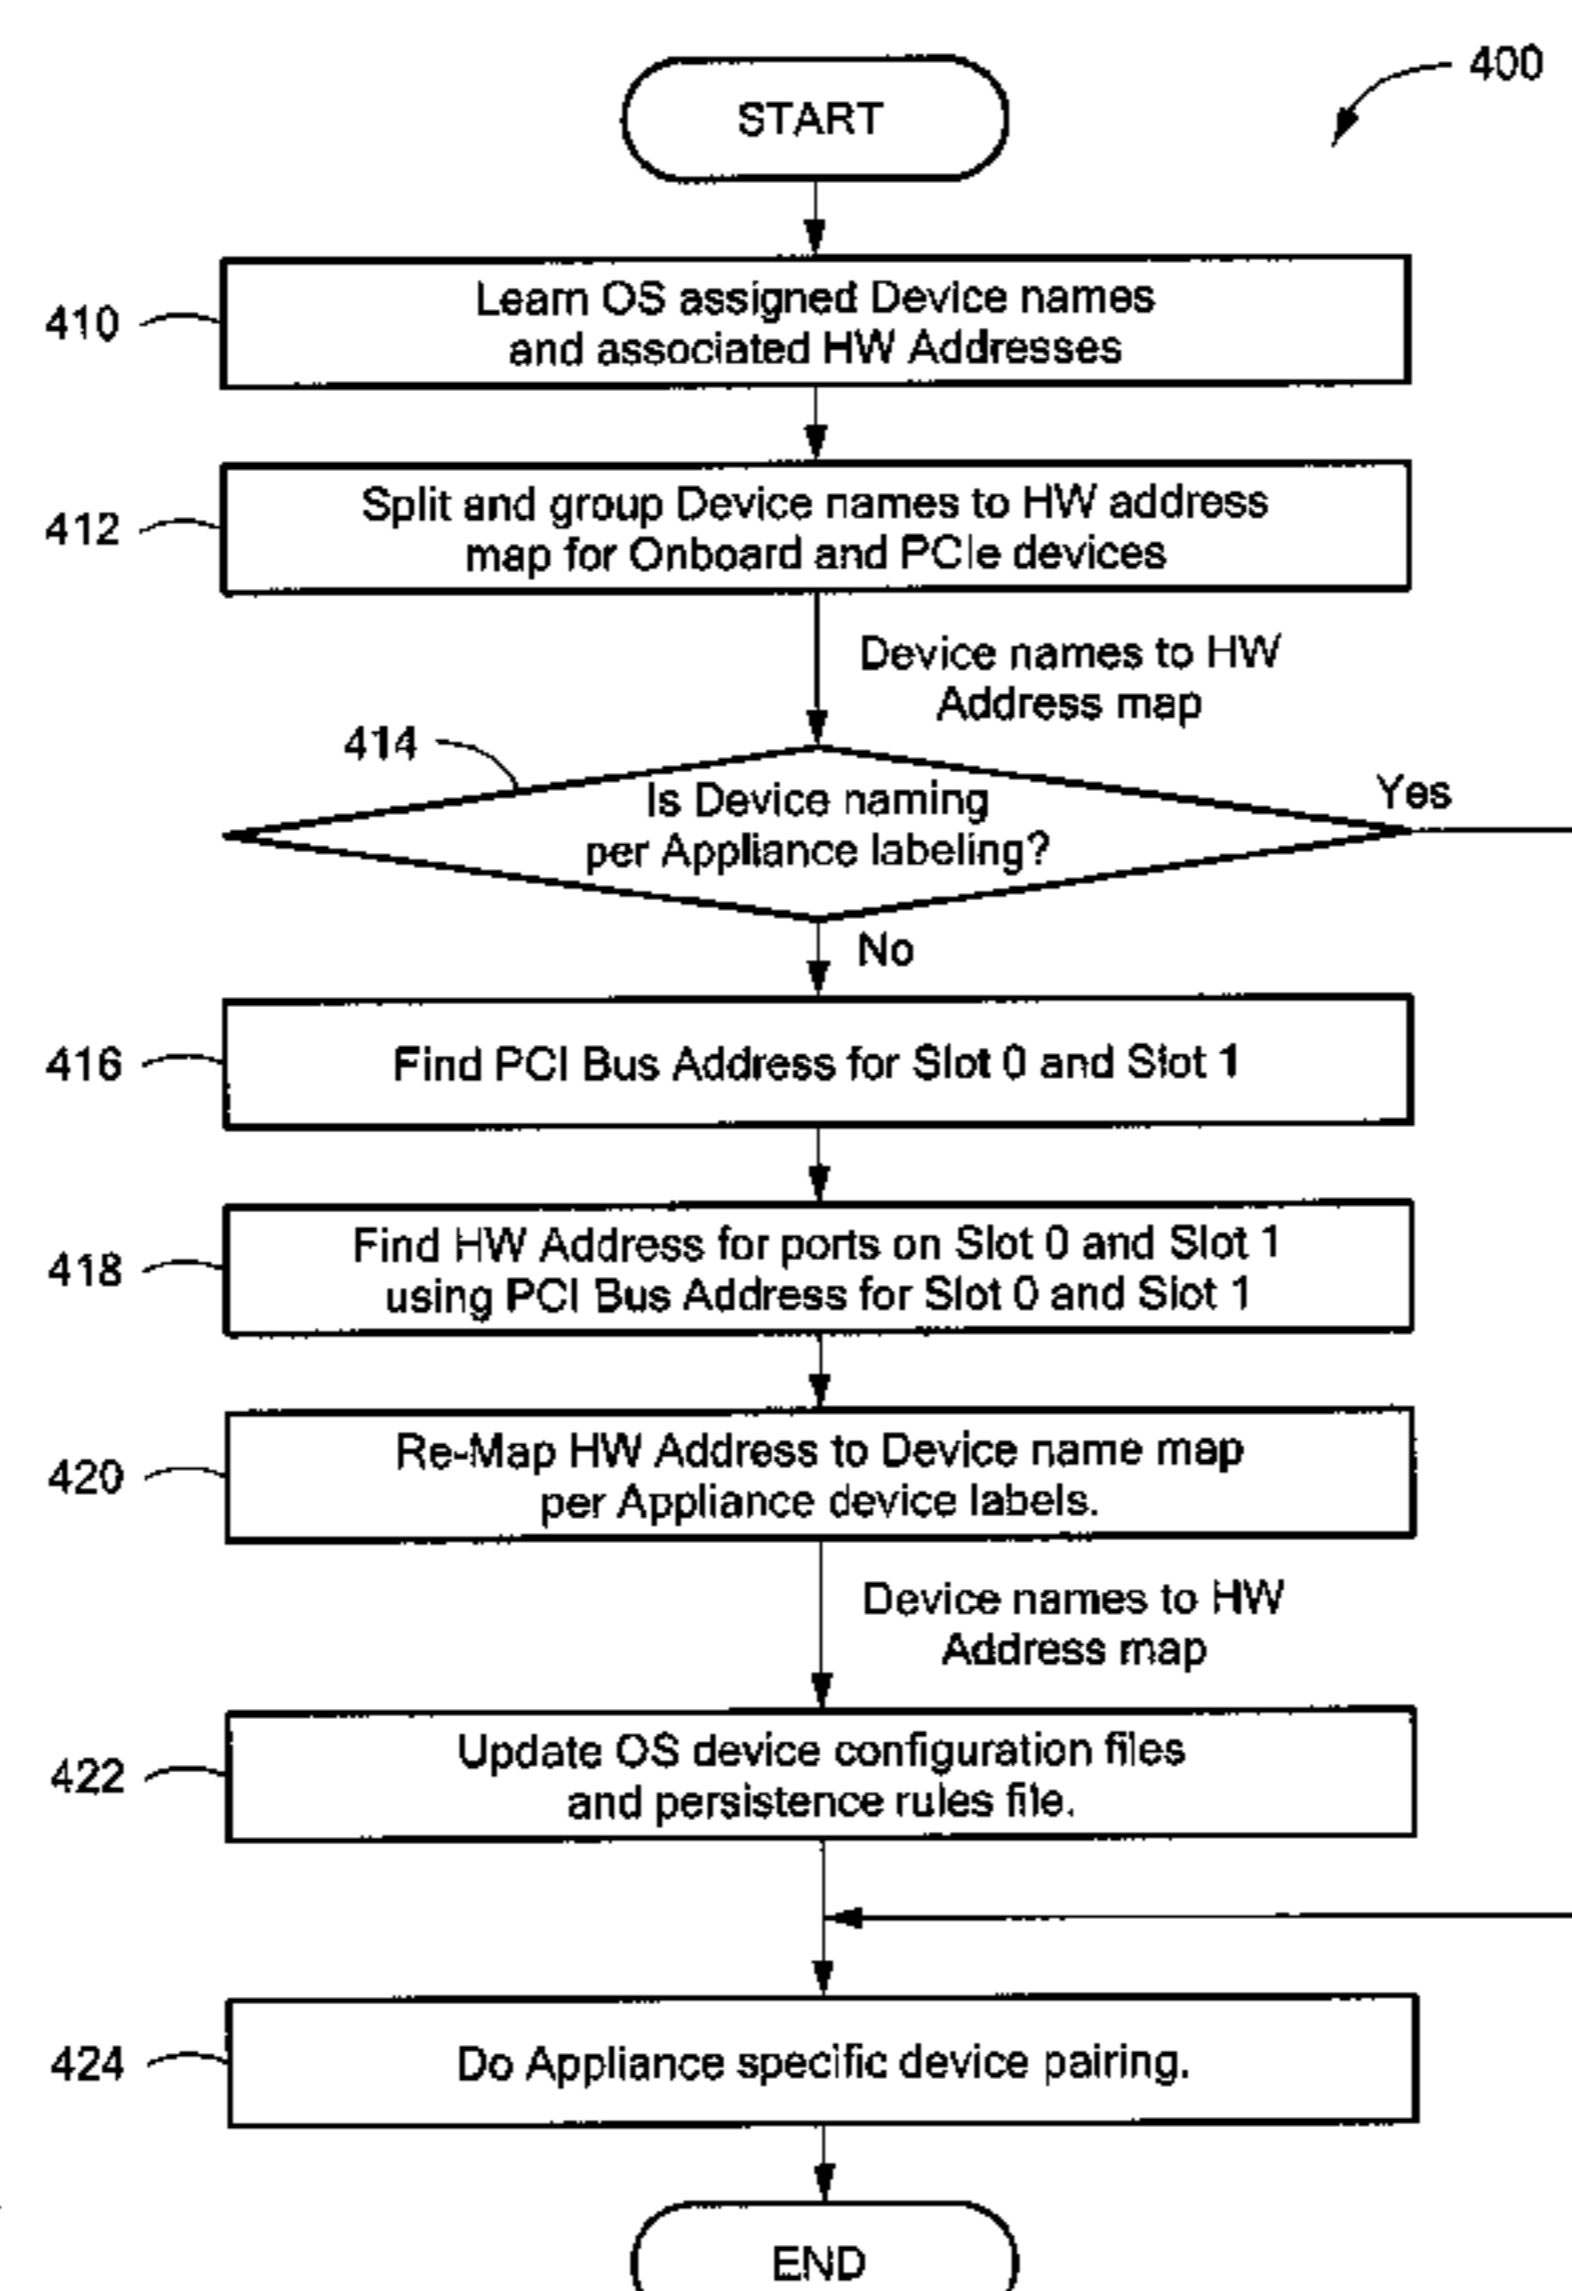 400
START
410
Learn OS assigned Device names
and associated HW Addresses
412
Split and group Device names to HW address
map for Onboard and PCIe devices
Device names to HW
Address map
414
Is Device naming
per Appliance labeling?
Yes
No
416
Find PCI Bus Address for Slot 0 and Slot 1
418
Find HW Address for ports on Slot 0 and Slot 1
using PCI Bus Address for Slot 0 and Slot 1
420
Re-Map HW Address to Device name map
per Appliance device labels.
Device names to HW
Address map
422
Update OS device configuration files
and persistence rules file.
424
Do Appliance specific device pairing.
END